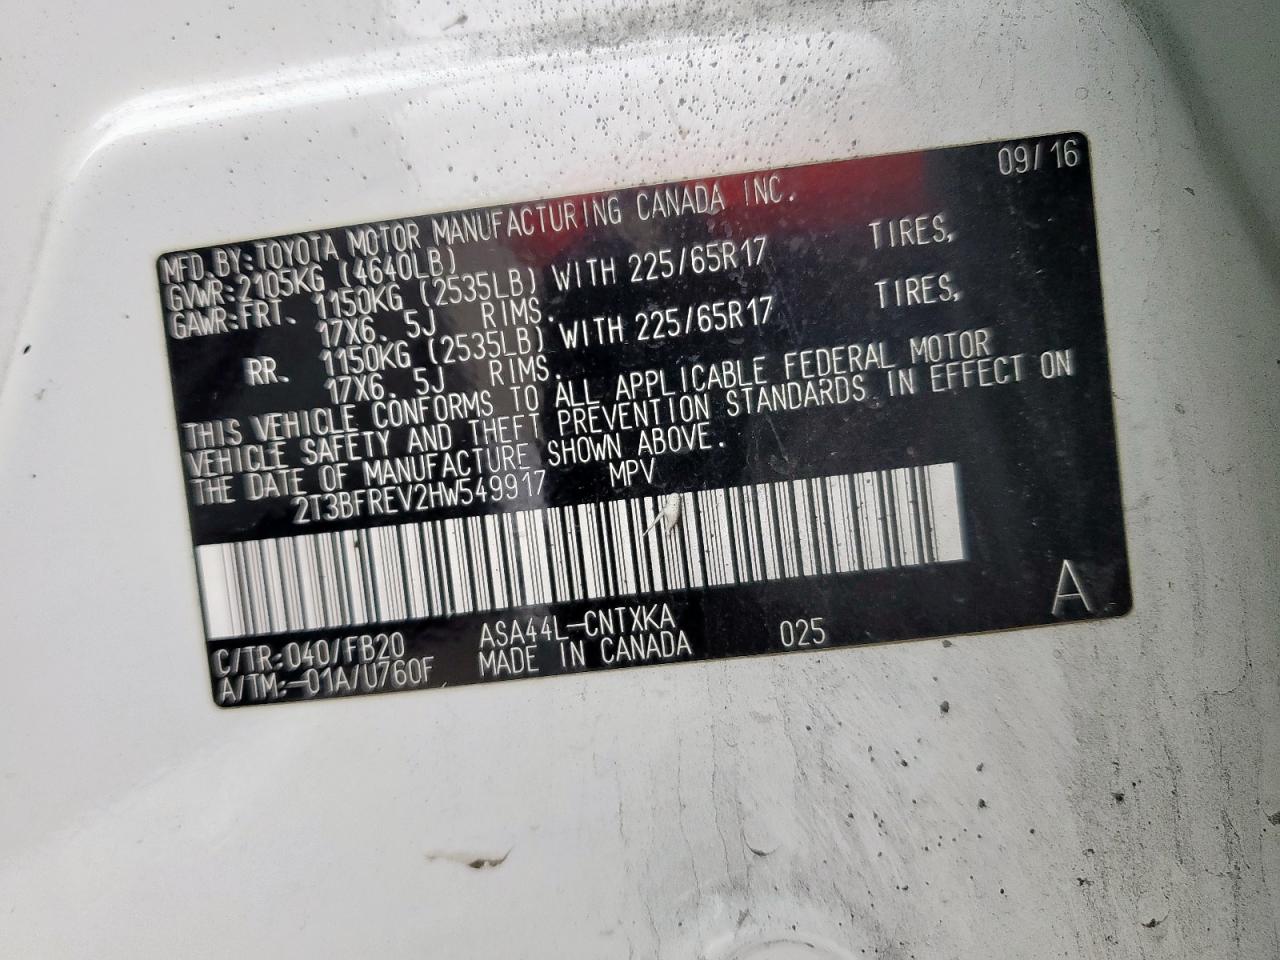 09/16
MFD. BY: TOYOTA MOTOR MANUFACTURING CANADA INC.
GVWR: 2105KG (4640LB)
GAWR: FRT. 1150KG (2535LB) WITH 225/65R17 TIRES,
17X6. 5J RIMS.
RR. 1150KG (2535LB) WITH 225/65R17 TIRES,
17X6. 5J RIMS.
THIS VEHICLE CONFORMS TO ALL APPLICABLE FEDERAL MOTOR
VEHICLE SAFETY AND THEFT PREVENTION STANDARDS IN EFFECT ON
THE DATE OF MANUFACTURE SHOWN ABOVE.
2T3BFREV2HW549917 MPV
C/TR:040/FB20 ASA44L-CNTXKA 025 A
A/TM:-01A/U760F MADE IN CANADA